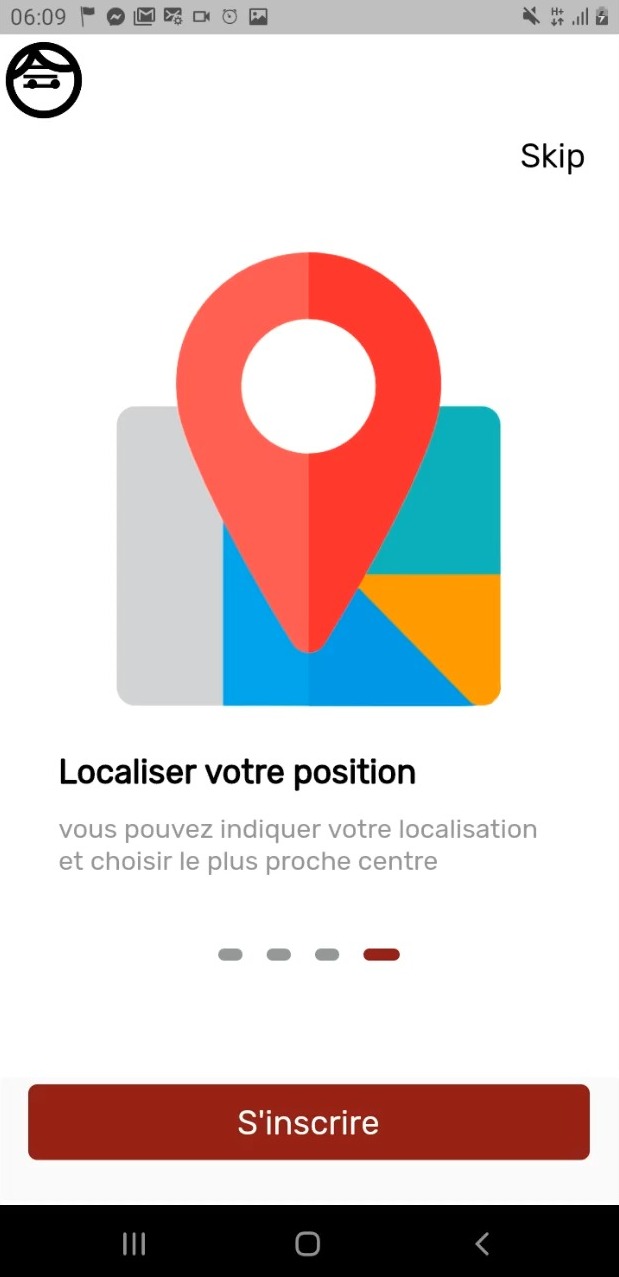 06:09
H+
Skip
Localiser votre position
vous pouvez indiquer votre localisation
et choisir le plus proche centre
S'inscrire